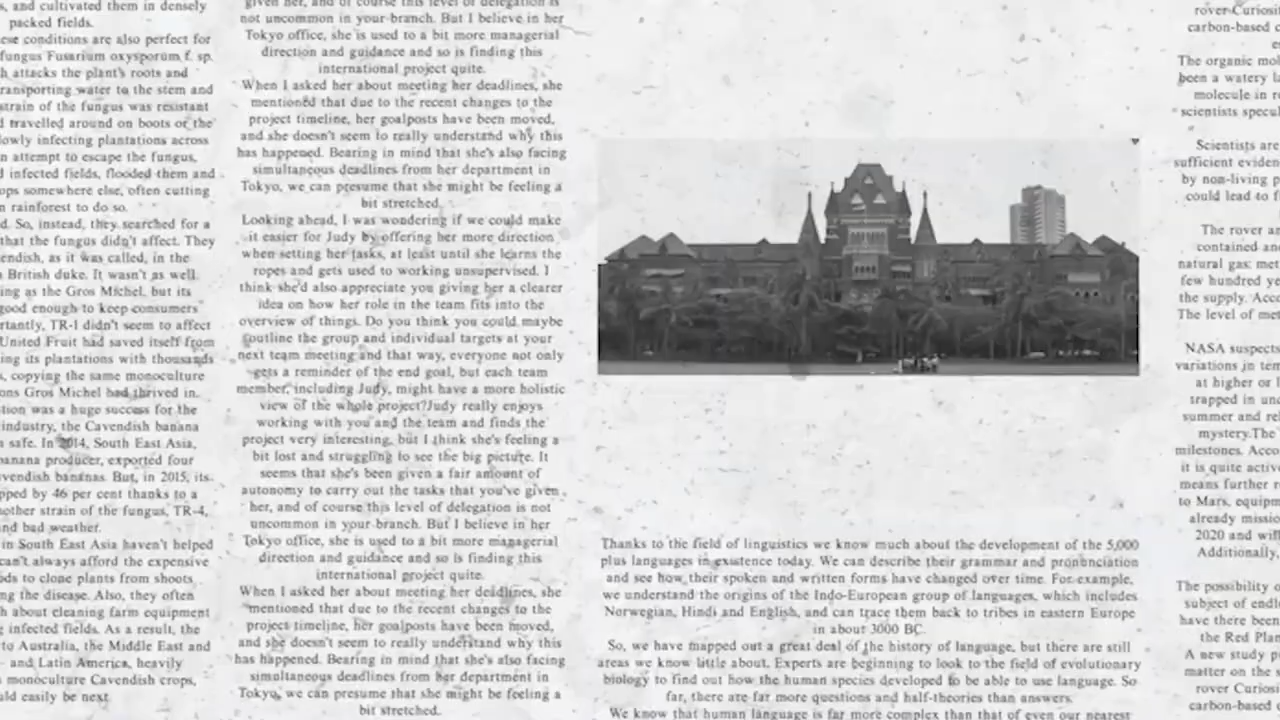 s, and cultivated them in densely
packed fields.
ese conditions are also perfect for
fungus Fusarium oxysporum f. sp.
h attacks the plant's roots and
ransporting water to the stem and
strain of the fungus was resistant
d travelled around on boots or the
lowly infecting plantations across
n attempt to escape the fungus,
d infected fields, flooded them and
ops somewhere else, often cutting
n rainforest to do so.
d. So, instead, they searched for a
that the fungus didn't affect. They
endish, as it was called, in the
a British duke. It wasn't as well
ing as the Gros Michel, but its
good enough to keep consumers
rtantly, TR-1 didn't seem to affect
United Fruit had saved itself from
ing its plantations with thousands
s, copying the same monoculture
ons Gros Michel had thrived in.
tion was a huge success for the
industry, the Cavendish banana
a safe. In 2014, South East Asia,
banana producer, exported four
vendish bananas. But, in 2015, its
pped by 46 per cent thanks to a
nother strain of the fungus, TR-4,
and bad weather.
in South East Asia haven't helped
can't always afford the expensive
ds to clone plants from shoots
ng the disease. Also, they often
h about cleaning farm equipment
g infected fields. As a result, the
to Australia, the Middle East and
and Latin America, heavily
monoculture Cavendish crops,
ld easily be next
given her, and of course this level of delegation is
not uncommon in your branch. But I believe in her
Tokyo office, she is used to a bit more managerial
direction and guidance and so is finding this
international project quite.
When I asked her about meeting her deadlines, she
mentioned that due to the recent changes to the
project timeline, her goalposts have been moved,
and she doesn't seem to really understand why this
has happened. Bearing in mind that she's also facing
simultaneous deadlines from her department in
Tokyo, we can presume that she might be feeling a
bit stretched.
Looking ahead, I was wondering if we could make
it easier for Judy by offering her more direction
when setting her tasks, at least until she learns the
ropes and gets used to working unsupervised. I
think she'd also appreciate you giving her a clearer
idea on how her role in the team fits into the
overview of things. Do you think you could maybe
outline the group and individual targets at your
next team meeting and that way, everyone not only
gets a reminder of the end goal, but each team
member, including Judy, might have a more holistic
view of the whole project?Judy really enjoys
working with you and the team and finds the
project very interesting, but I think she's feeling a
bit lost and struggling to see the big picture. It
seems that she's been given a fair amount of
autonomy to carry out the tasks that you've given
her, and of course this level of delegation is not
uncommon in your branch. But I believe in her
Tokyo office, she is used to a bit more managerial
direction and guidance and so is finding this
international project quite.
When I asked her about meeting her deadlines, she
mentioned that due to the recent changes to the
project timeline, her goalposts have been moved,
and she doesn't seem to really understand why this
has happened. Bearing in mind that she's also facing
simultaneous deadlines from her department in
Tokyo, we can presume that she might be feeling a
bit stretched.
Thanks to the field of linguistics we know much about the development of the 5,000
plus languages in existence today. We can describe their grammar and pronunciation
and see how their spoken and written forms have changed over time. For example,
we understand the origins of the Indo-European group of languages, which includes
Norwegian, Hindi and English, and can trace them back to tribes in eastern Europe
in about 3000 BC.
So, we have mapped out a great deal of the history of language, but there are still
areas we know little about. Experts are beginning to look to the field of evolutionary
biology to find out how the human species developed to be able to use language. So
far, there are far more questions and half-theories than answers.
We know that human language is far more complex than that of even our nearest
rover Curiosit
carbon-based c
The organic mol
been a watery la
molecule in ro
scientists specul
Scientists are
sufficient eviden
by non-living p
could lead to f
The rover an
contained an
natural gas: met
few hundred ye
the supply. Acco
The level of met
NASA suspects
variations in tem
at higher or l
trapped in und
summer and re
mystery.The
milestones. Acco
it is quite activ
means further r
to Mars, equipm
already missio
2020 and will
Additionally,
The possibility o
subject of endl
have there been
the Red Plan
A new study p
matter on the s
rover Curiosi
carbon-based c